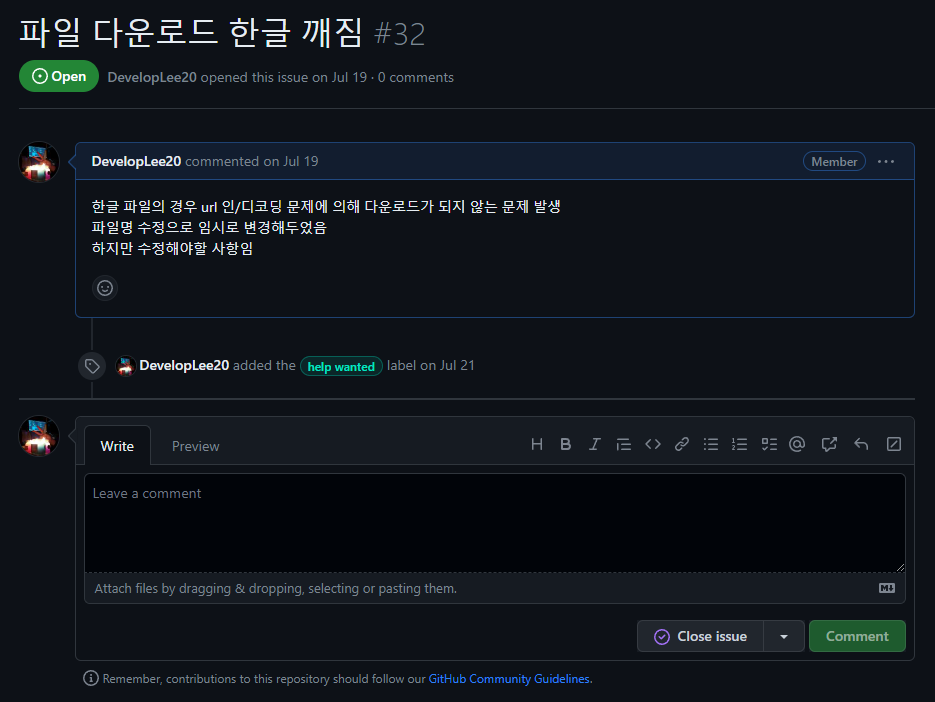 파일 다운로드 한글 깨짐 #32
Open DevelopLee20 opened this issue on Jul 19 · 0 comments
DevelopLee20 commented on Jul 19 Member
한글 파일의 경우 url 인/디코딩 문제에 의해 다운로드가 되지 않는 문제 발생
파일명 수정으로 임시로 변경해두었음
하지만 수정해야할 사항임
DevelopLee20 added the help wanted label on Jul 21
Write Preview
Leave a comment
Attach files by dragging & dropping, selecting or pasting them.
Close issue Comment
Remember, contributions to this repository should follow our GitHub Community Guidelines.